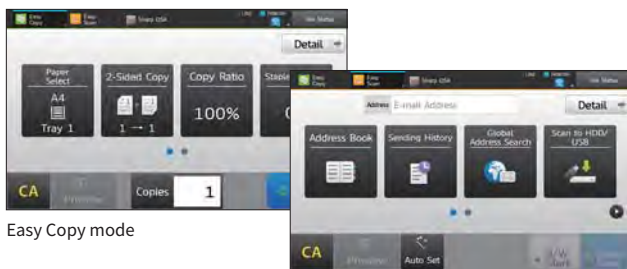 Easy Copy
Easy Scan
Sharp OSA
Job Status
Detail
Paper Select
A4
Tray 1
2-Sided Copy
1 → 1
Copy Ratio
100%
Staple
CA
Preview
Copies
1
Easy Copy mode
Easy Copy
Easy Scan
Sharp OSA
Job Status
Address
E-mail Address
Detail
Address Book
Sending History
Global Address Search
Scan to HDD/USB
CA
Preview
Auto Set
B/W
Start